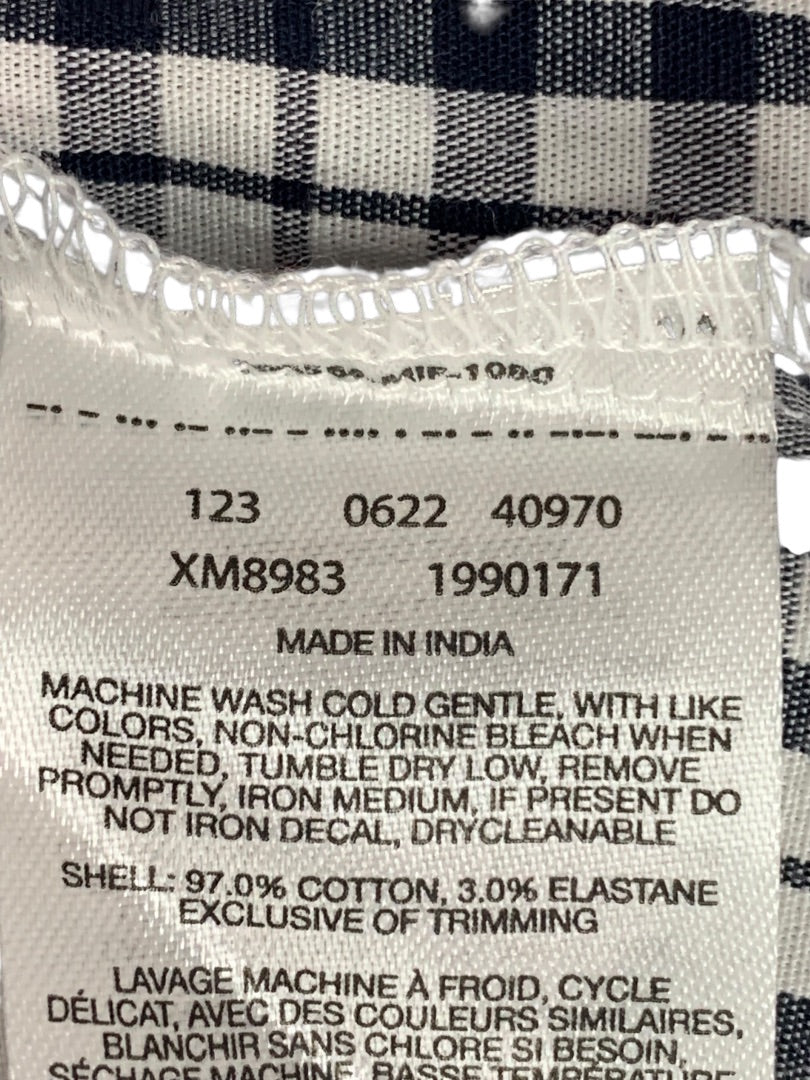 123 0622 40970
XM8983 1990171
MADE IN INDIA
MACHINE WASH COLD GENTLE, WITH LIKE
COLORS, NON-CHLORINE BLEACH WHEN
NEEDED, TUMBLE DRY LOW, REMOVE
PROMPTLY, IRON MEDIUM, IF PRESENT DO
NOT IRON DECAL, DRYCLEANABLE
SHELL: 97.0% COTTON, 3.0% ELASTANE
EXCLUSIVE OF TRIMMING
LAVAGE MACHINE À FROID, CYCLE
DÉLICAT, AVEC DES COULEURS SIMILAIRES,
BLANCHIR SANS CHLORE SI BESOIN,
SÉCHAGE MACHINE, BASSE TEMPÉRATURE